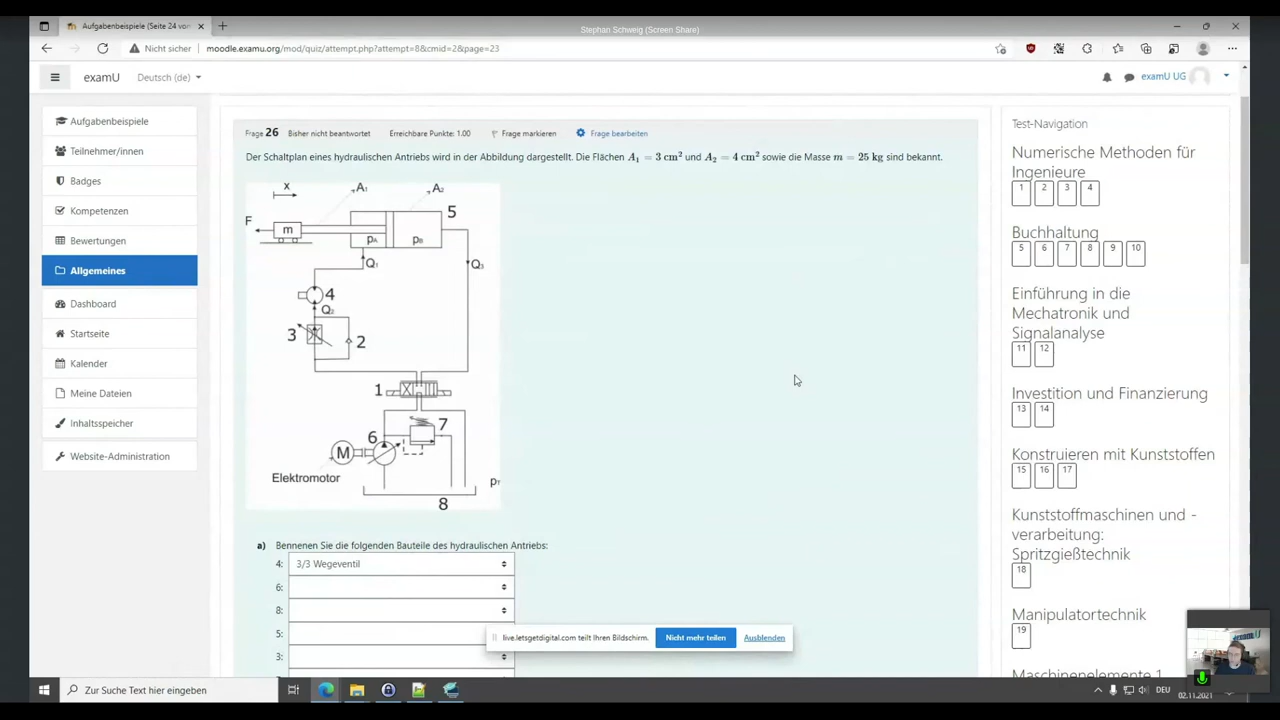 Aufgabenbeispiele (Seite 24 von
Stephan Schweig (Screen Share)
Nicht sicher
moodle.examu.org/mod/quiz/attempt.php?attempt=8&cmid=2&page=23
examU
Deutsch (de)
examU UG
Aufgabenbeispiele
Teilnehmer/innen
Badges
Kompetenzen
Bewertungen
Allgemeines
Dashboard
Startseite
Kalender
Meine Dateien
Inhaltsspeicher
Website-Administration
Frage 26 Bisher nicht beantwortet Erreichbare Punkte: 1.00 Frage markieren Frage bearbeiten
Der Schaltplan eines hydraulischen Antriebs wird in der Abbildung dargestellt. Die Flächen A₁ = 3 cm² und A₂ = 4 cm² sowie die Masse m = 25 kg sind bekannt.
x A₁ A₂
5
F
m
pA pB
Q₁ Q₃
4
Q₂
3 2
1
7
6
M
Elektromotor
pT
8
a) Bennenen Sie die folgenden Bauteile des hydraulischen Antriebs:
4: 3/3 Wegeventil
6:
8:
5:
3:
live.letsgetdigital.com teilt Ihren Bildschirm. Nicht mehr teilen Ausblenden
Test-Navigation
Numerische Methoden für
Ingenieure
1 2 3 4
Buchhaltung
5 6 7 8 9 10
Einführung in die
Mechatronik und
Signalanalyse
11 12
Investition und Finanzierung
13 14
Konstruieren mit Kunststoffen
15 16 17
Kunststoffmaschinen und -
verarbeitung:
Spritzgießtechnik
18
Manipulatortechnik
19
Maschinenelemente 1
Zur Suche Text hier eingeben
DEU
02.11.2021